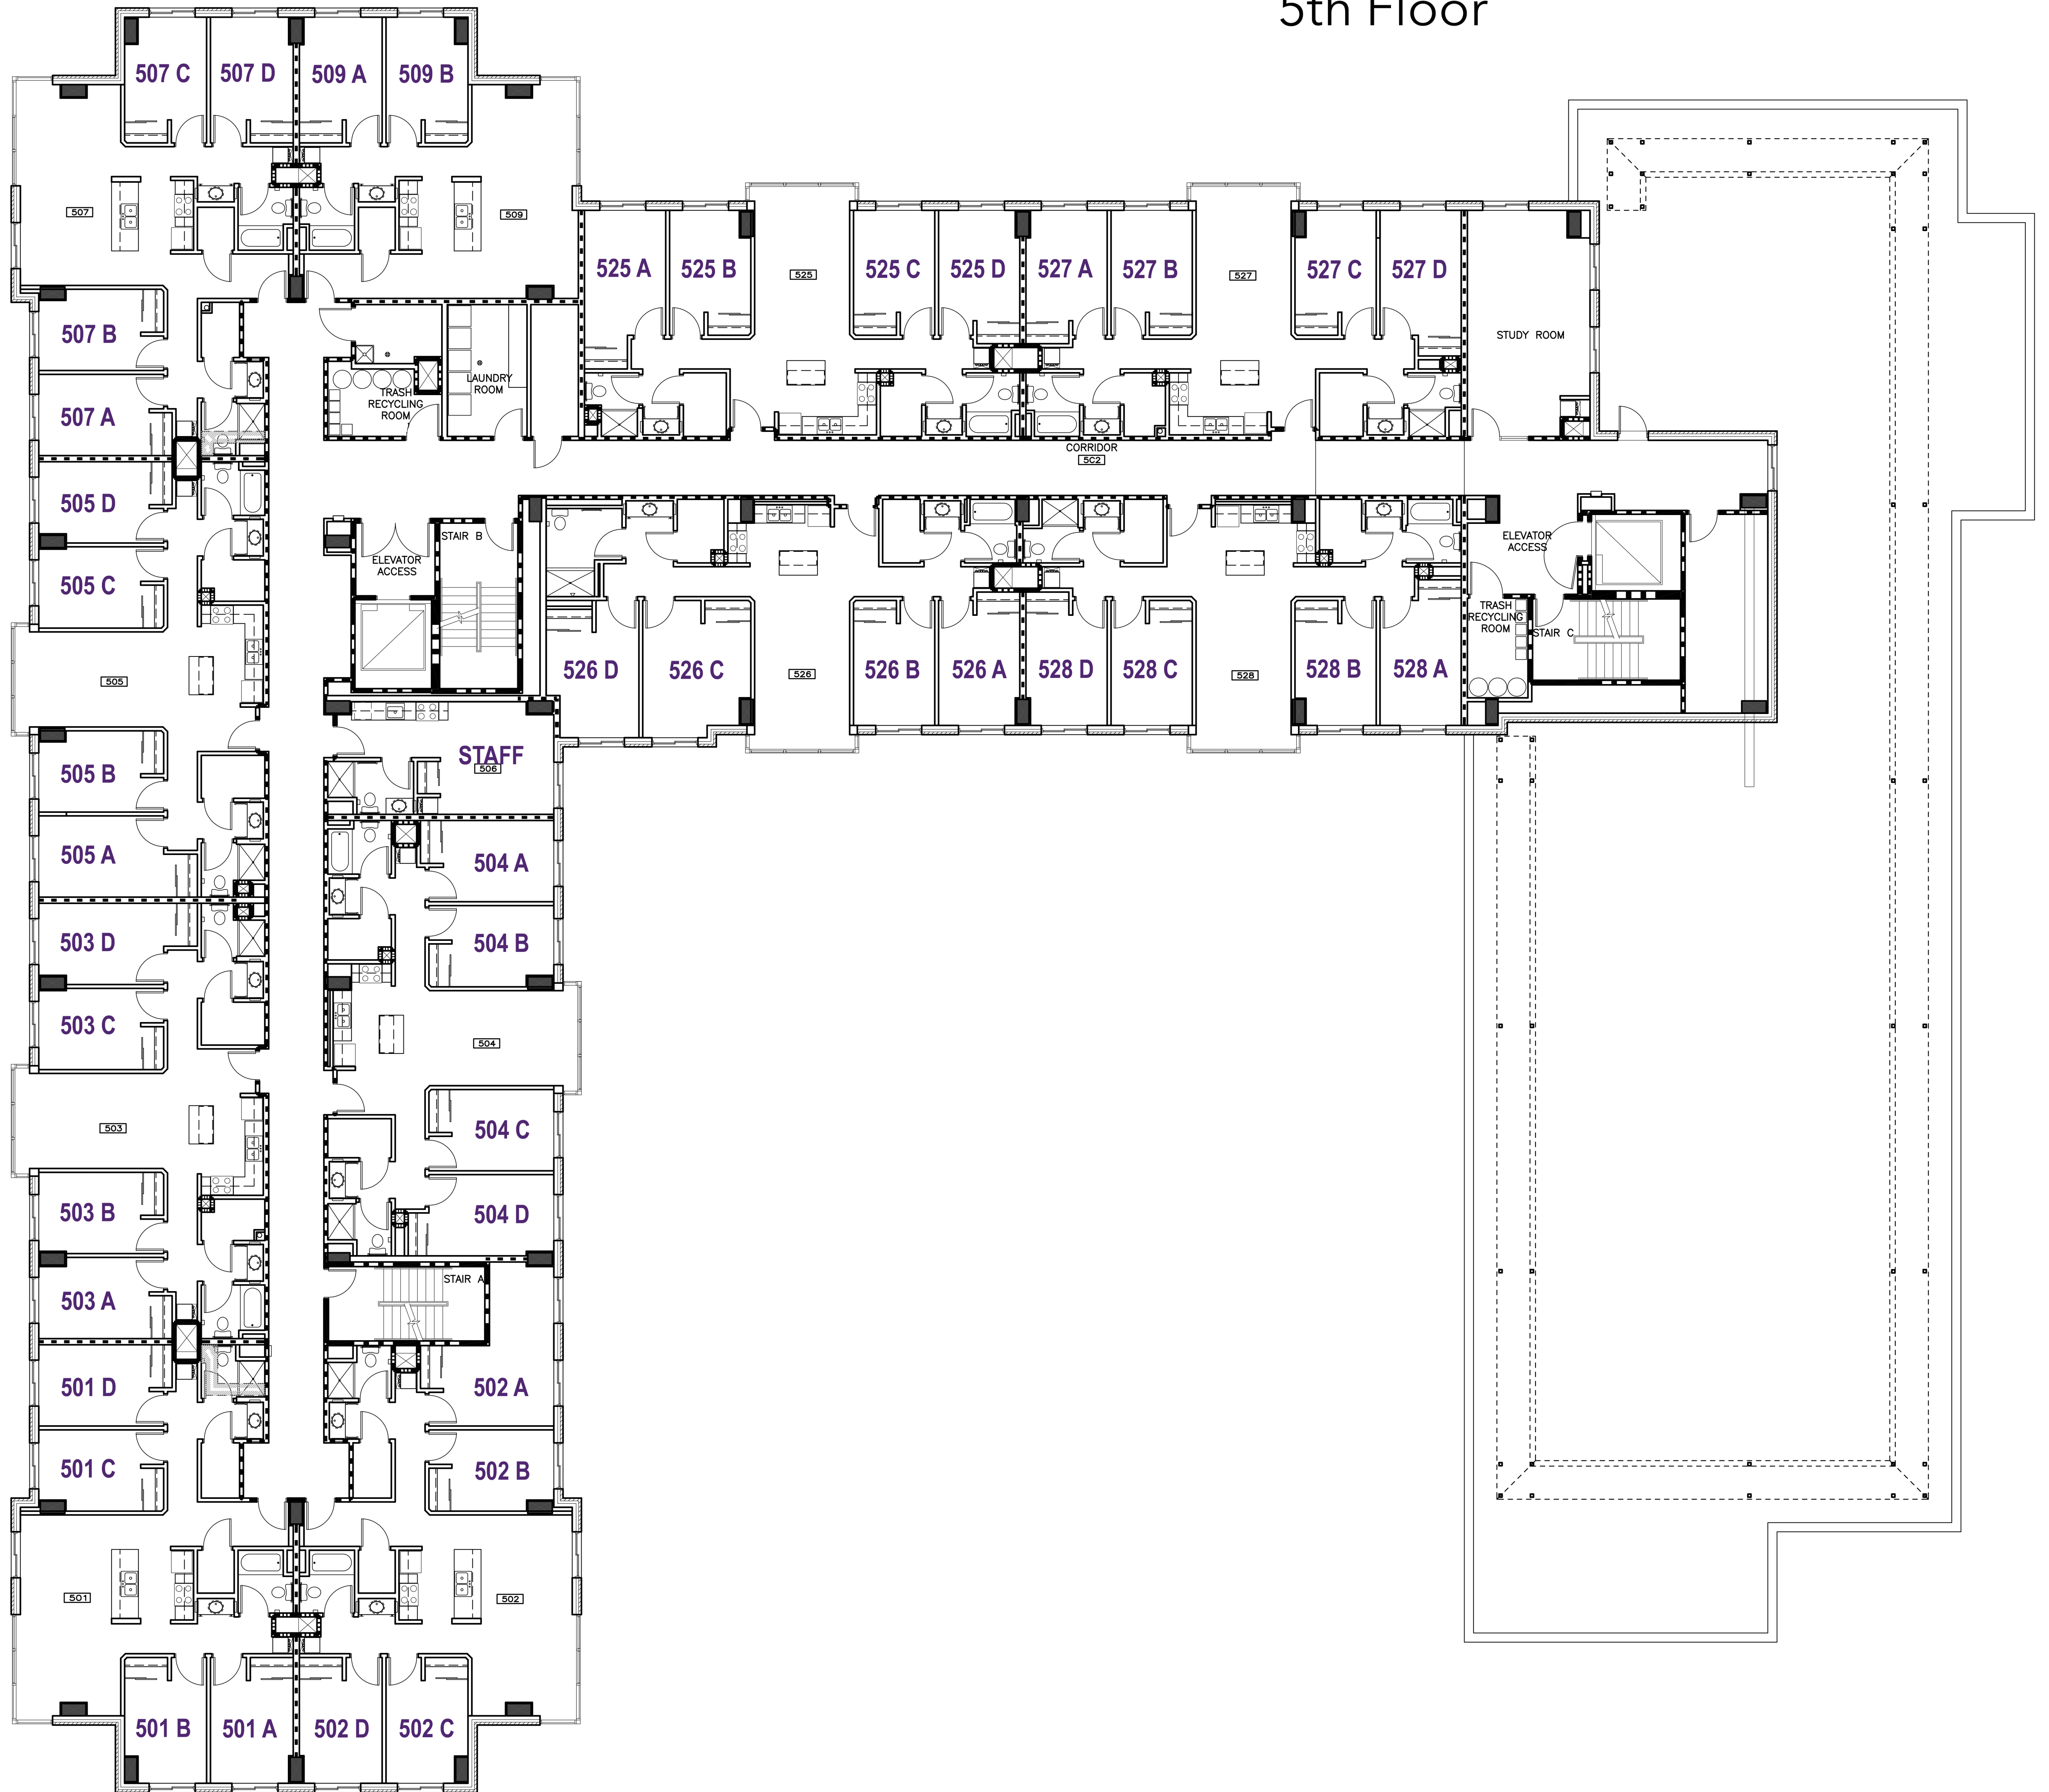 5th Floor
507 C
507 D
509 A
509 B
507
509
525 A
525 B
525
525 C
525 D
527 A
527 B
527
527 C
527 D
STUDY ROOM
507 B
507 A
TRASH
RECYCLING
ROOM
LAUNDRY
ROOM
CORRIDOR
5C2
505 D
505 C
505
ELEVATOR
ACCESS
STAIR B
526 D
526 C
526
526 B
526 A
528 D
528 C
528
528 B
528 A
ELEVATOR
ACCESS
TRASH
RECYCLING
ROOM
STAIR C
STAFF
506
505 B
505 A
504 A
504 B
503 D
503 C
504
503
504 C
504 D
503 B
503 A
STAIR A
501 D
501 C
502 A
502 B
501
502
501 B
501 A
502 D
502 C